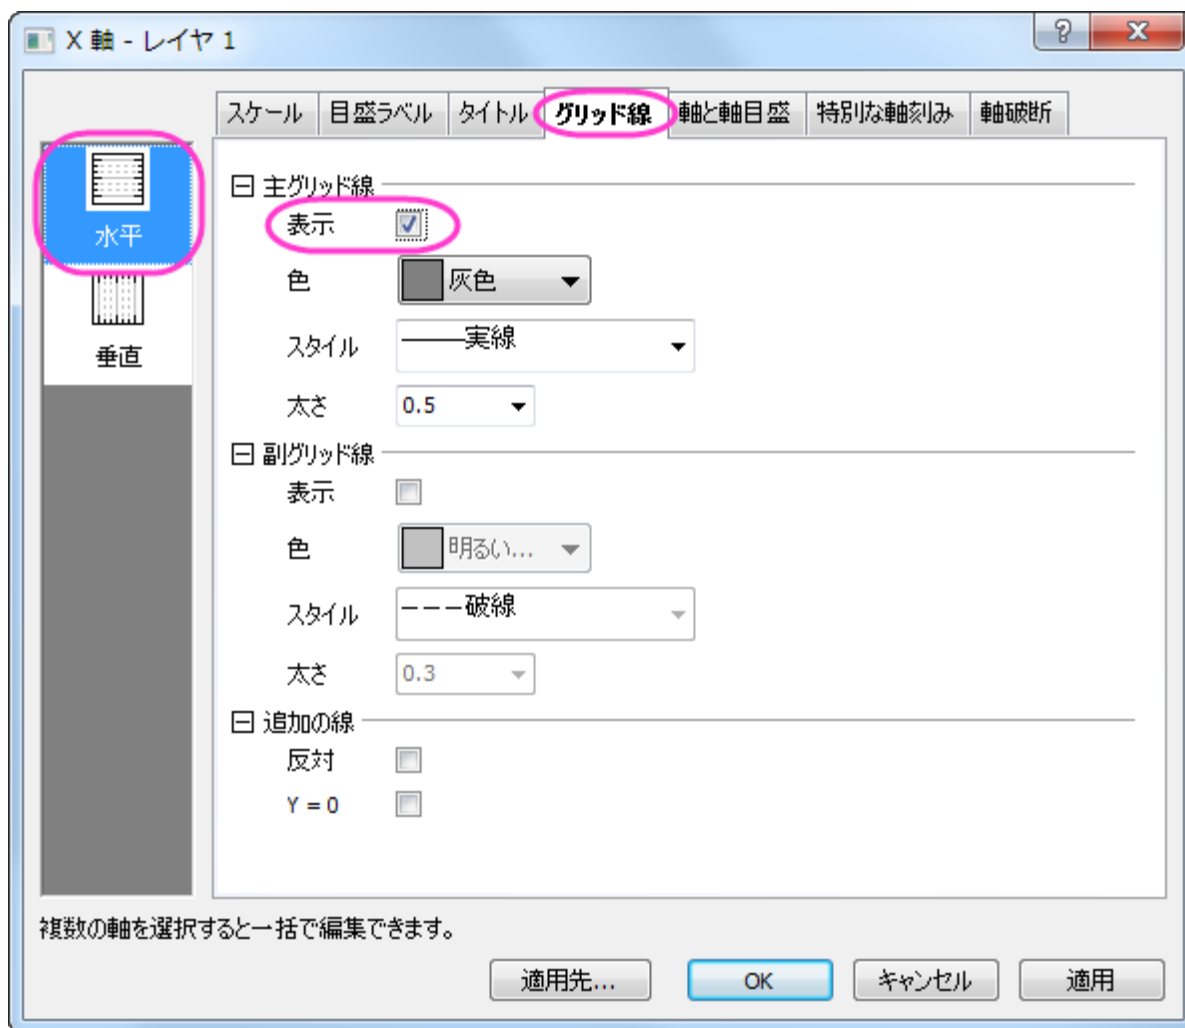 X 軸 - レイヤ 1
スケール 目盛ラベル タイトル グリッド線 軸と軸目盛 特別な軸刻み 軸破断
水平
垂直
主グリッド線
表示
色 灰色
スタイル 実線
太さ 0.5
副グリッド線
表示
色 明るい...
スタイル 破線
太さ 0.3
追加の線
反対
Y = 0
複数の軸を選択すると一括で編集できます。
適用先... OK キャンセル 適用